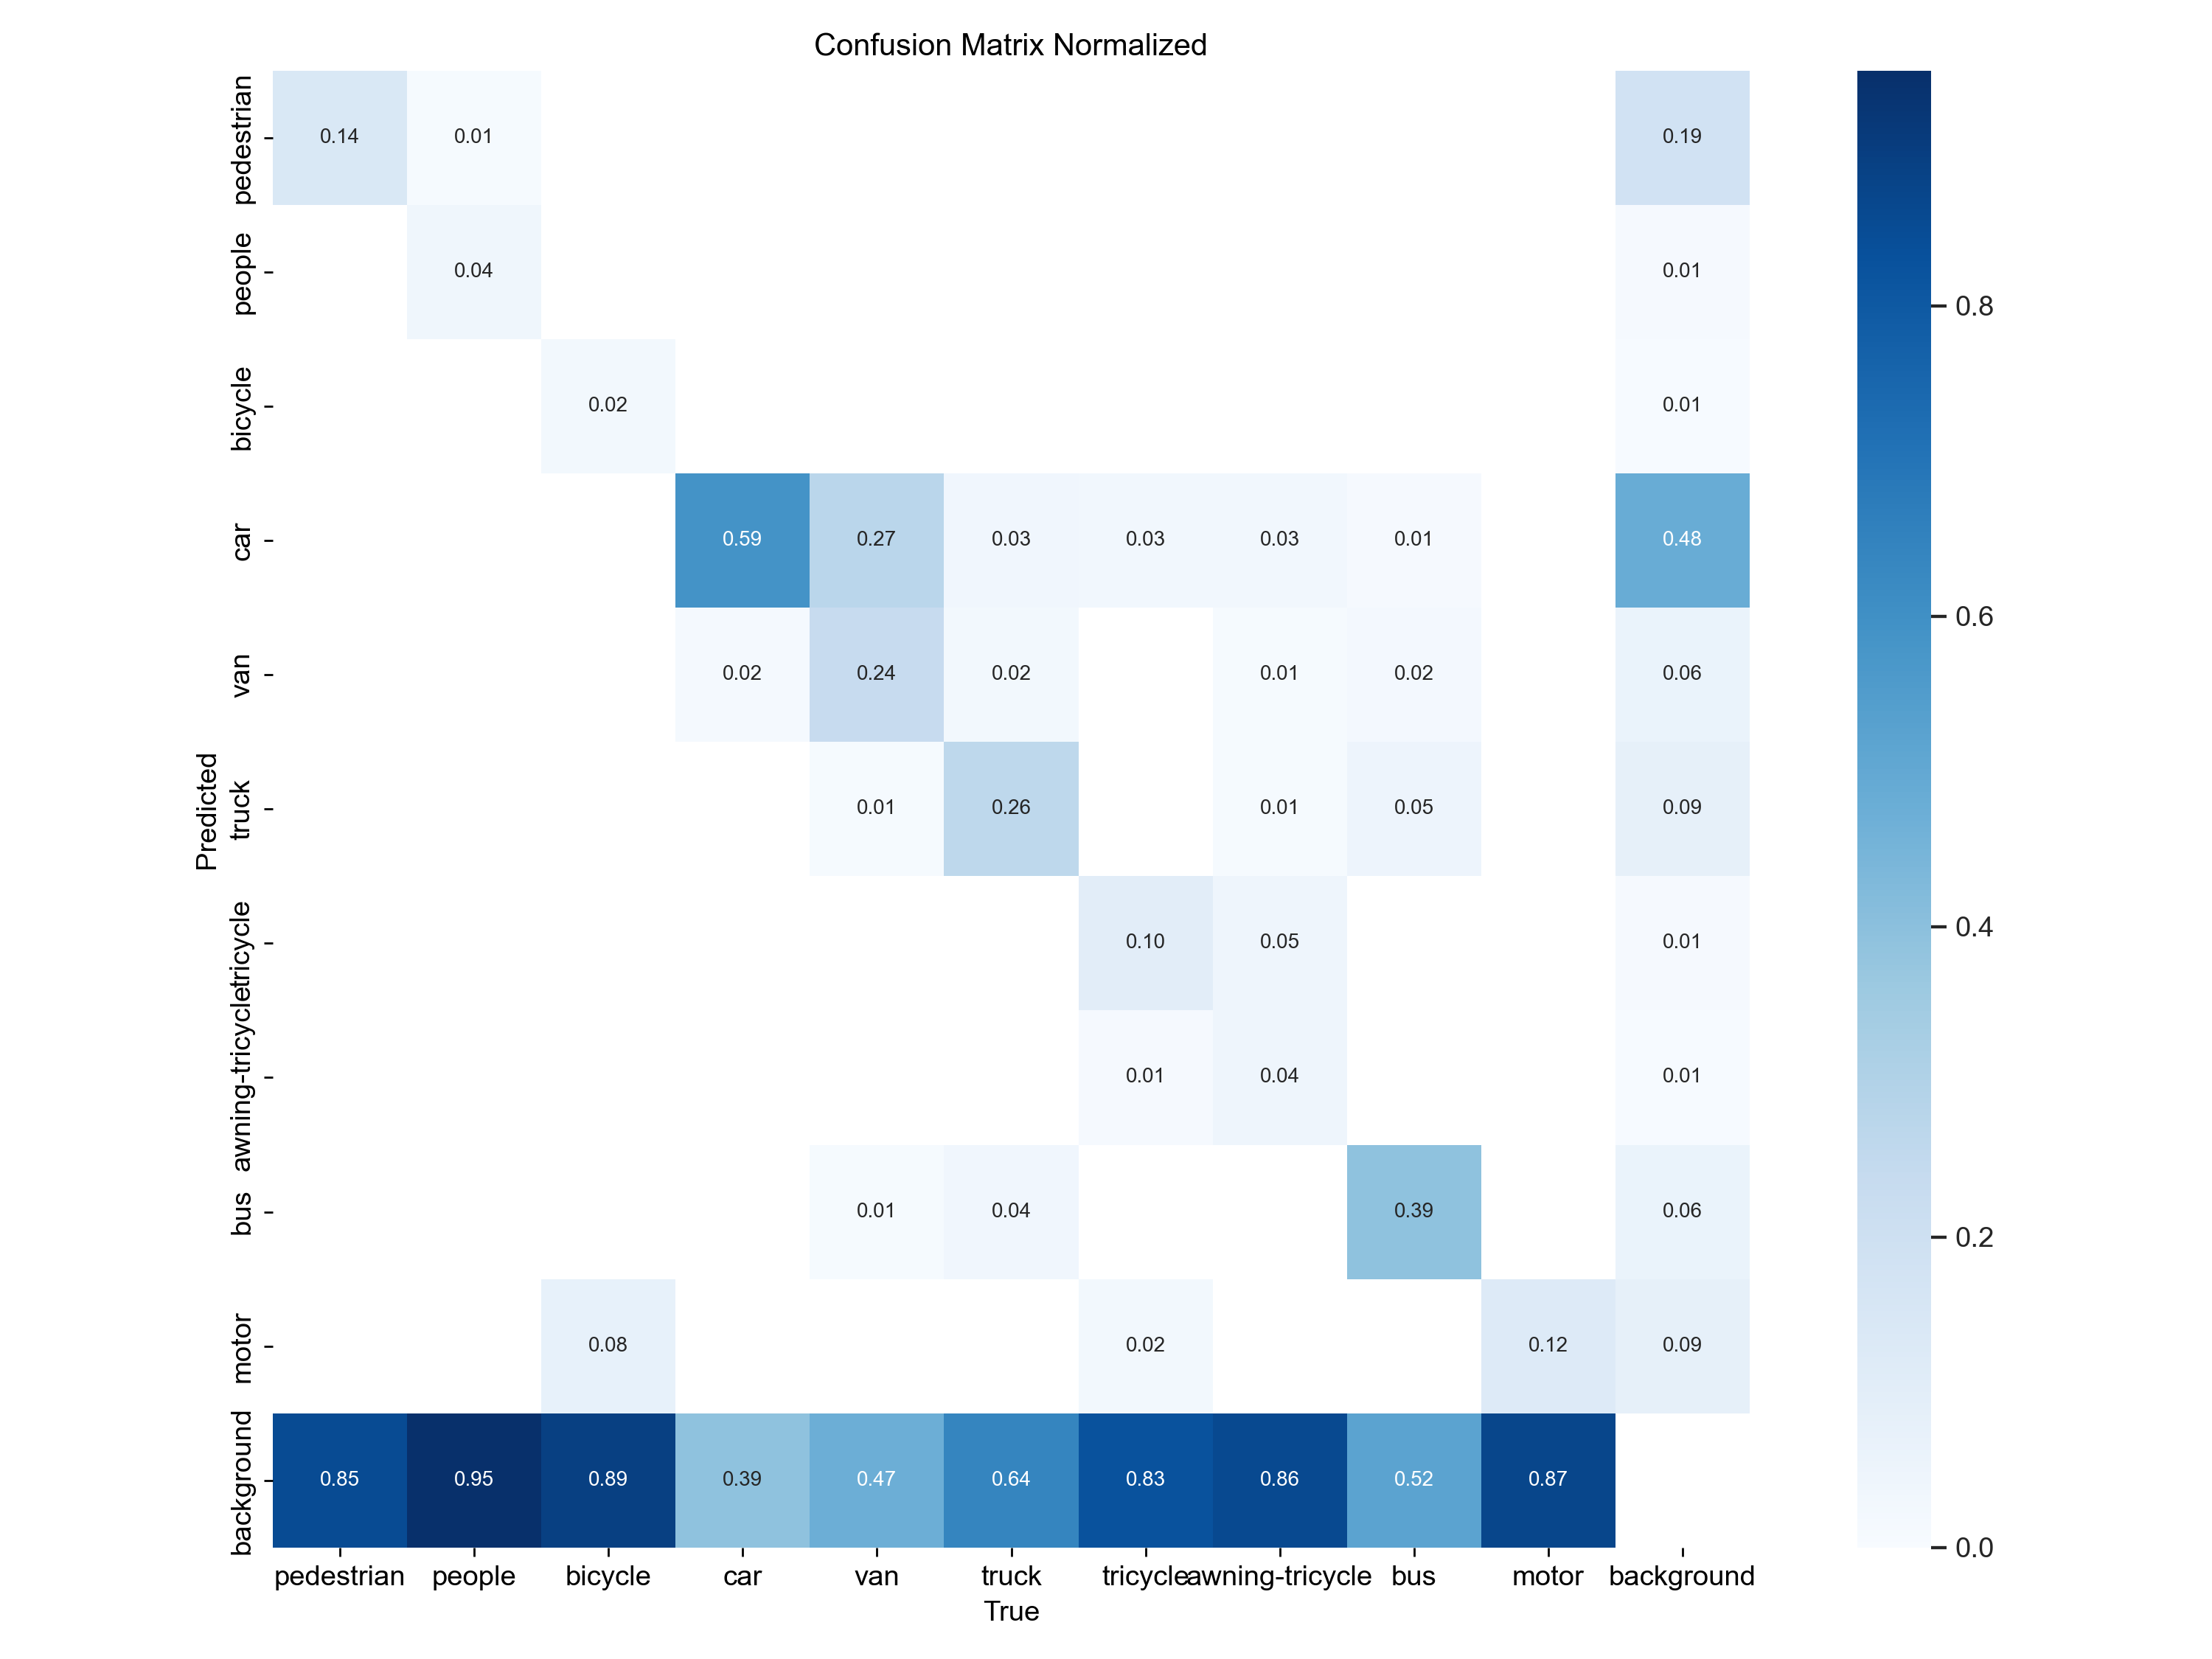 Confusion Matrix Normalized
pedestrian 0.14 0.01 0.19
people 0.04 0.01
0.8
bicycle 0.02 0.01
car 0.59 0.27 0.03 0.03 0.03 0.01 0.48
0.6
van 0.02 0.24 0.02 0.01 0.02 0.06
Predicted
truck 0.01 0.26 0.01 0.05 0.09
0.4
tricycle 0.10 0.05 0.01
awning-tricycle 0.01 0.04 0.01
bus 0.01 0.04 0.39 0.06
0.2
motor 0.08 0.02 0.12 0.09
background 0.85 0.95 0.89 0.39 0.47 0.64 0.83 0.86 0.52 0.87
0.0
pedestrian people bicycle car van truck tricycle awning-tricycle bus motor background
True